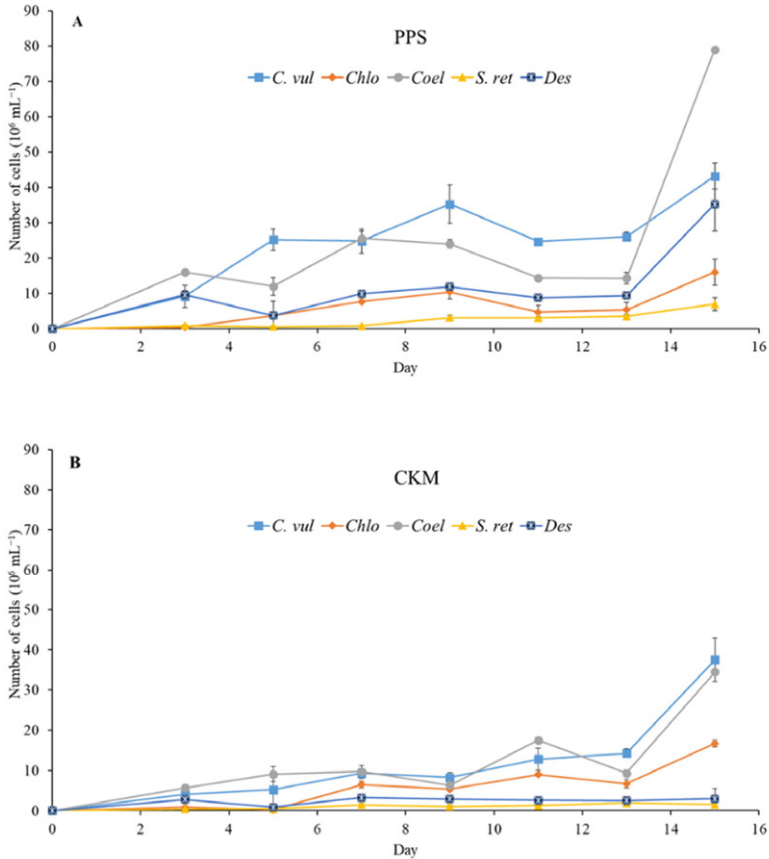 A
PPS
C. vul Chlo Coel S. ret Des
Number of cells (10⁶ mL⁻¹)
90
80
70
60
50
40
30
20
10
0
0 2 4 6 8 10 12 14 16
Day
B
CKM
C. vul Chlo Coel S. ret Des
Number of cells (10⁶ mL⁻¹)
90
80
70
60
50
40
30
20
10
0
0 2 4 6 8 10 12 14 16
Day